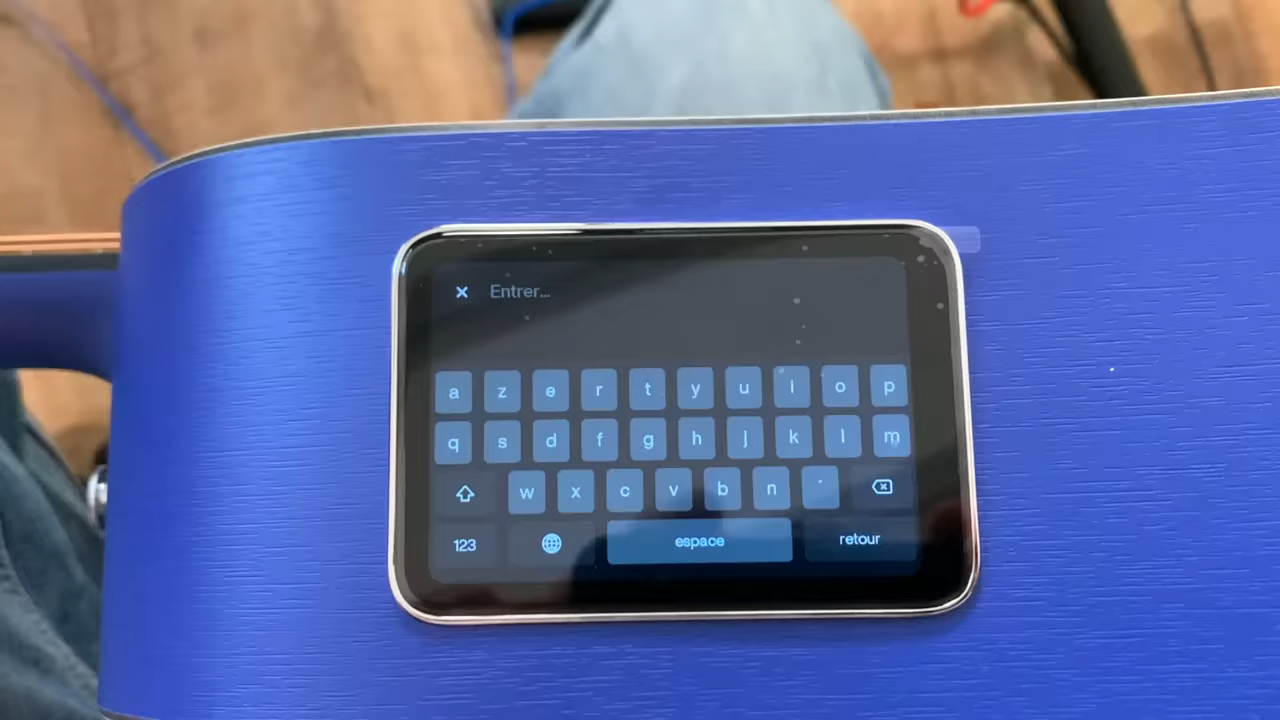 × Entrer...
a z e r t y u i o p
q s d f g h j k l m
w x c v b n ´
123 espace retour